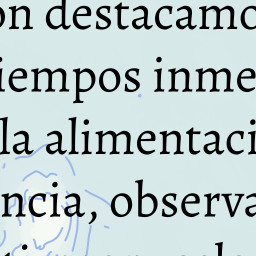 on destacamo
iempos inme
la alimentaci
ncia, observa